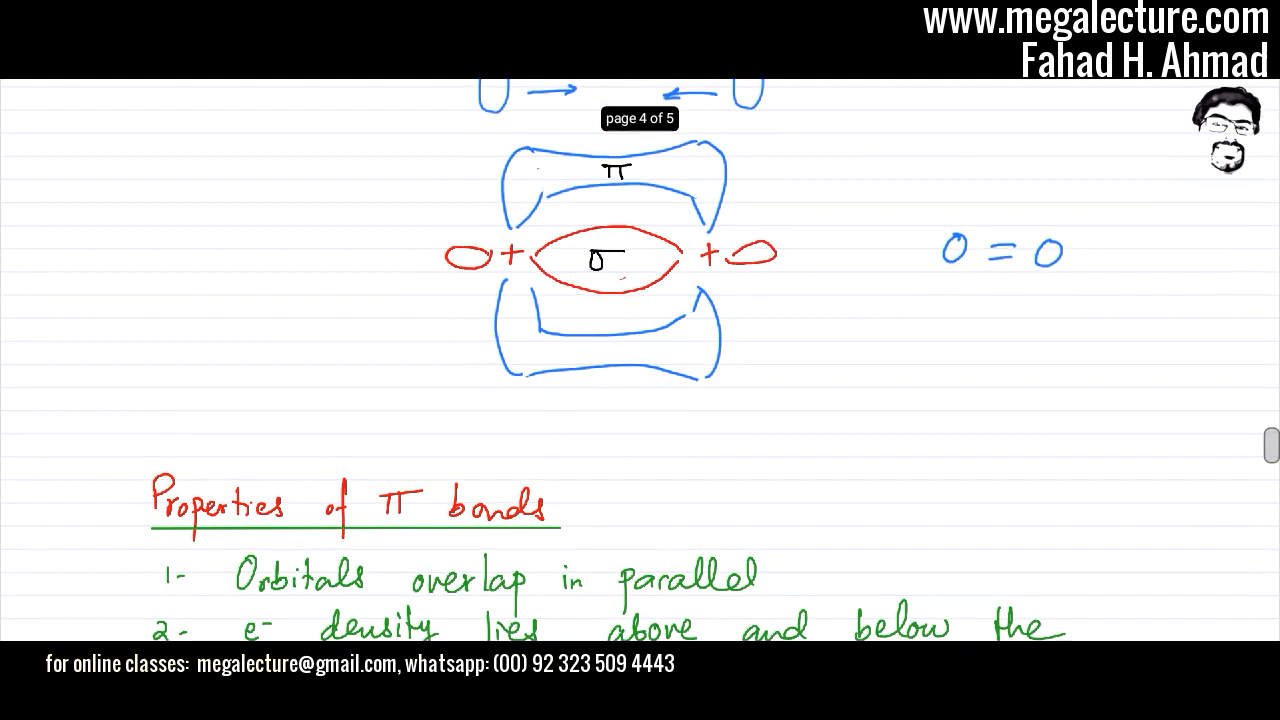 www.megalecture.com
Fahad H. Ahmad
page 4 of 5
π
+ σ +
O = O
Properties of π bonds
1- Orbitals overlap in parallel
2- e- density lies above and below the
for online classes: megalecture@gmail.com, whatsapp: (00) 92 323 509 4443